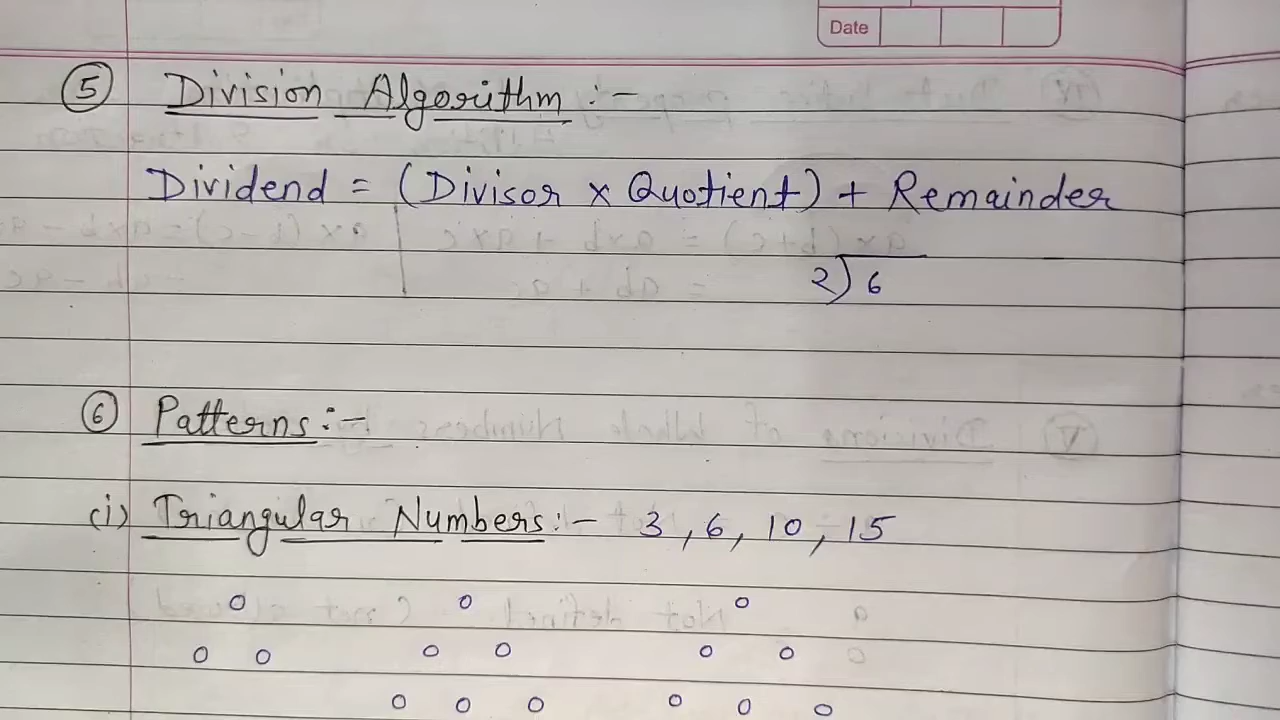 Date
⑤ Division Algorithm :-
Dividend = (Divisor × Quotient) + Remainder
2) 6
⑥ Patterns :-
(i) Triangular Numbers :- 3, 6, 10, 15